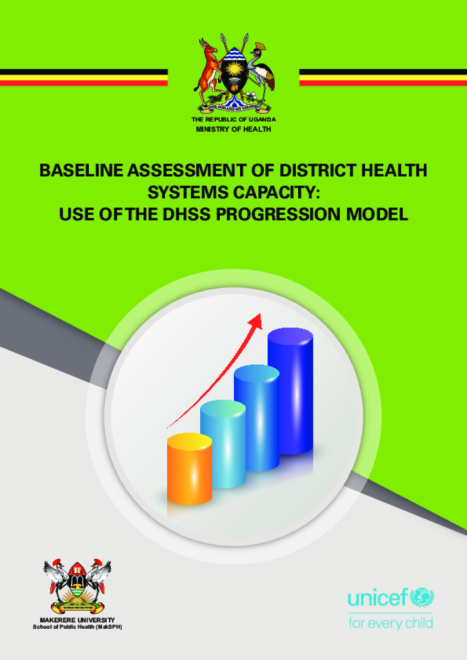 THE REPUBLIC OF UGANDA
MINISTRY OF HEALTH
BASELINE ASSESSMENT OF DISTRICT HEALTH
SYSTEMS CAPACITY:
USE OF THE DHSS PROGRESSION MODEL
MAKERERE UNIVERSITY
School of Public Health (MakSPH)
unicef
for every child